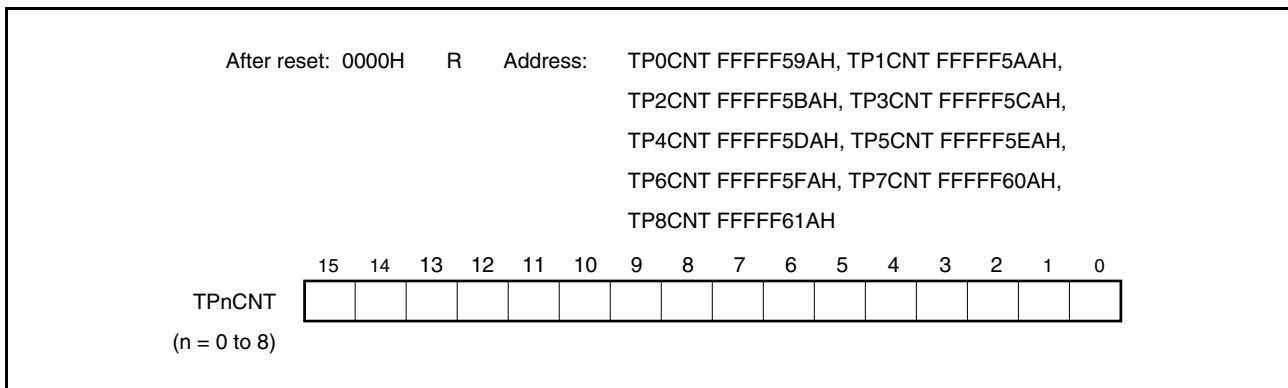 After reset: 0000H R Address: TP0CNT FFFFF59AH, TP1CNT FFFFF5AAH,
TP2CNT FFFFF5BAH, TP3CNT FFFFF5CAH,
TP4CNT FFFFF5DAH, TP5CNT FFFFF5EAH,
TP6CNT FFFFF5FAH, TP7CNT FFFFF60AH,
TP8CNT FFFFF61AH
15 14 13 12 11 10 9 8 7 6 5 4 3 2 1 0
TPnCNT
(n = 0 to 8)